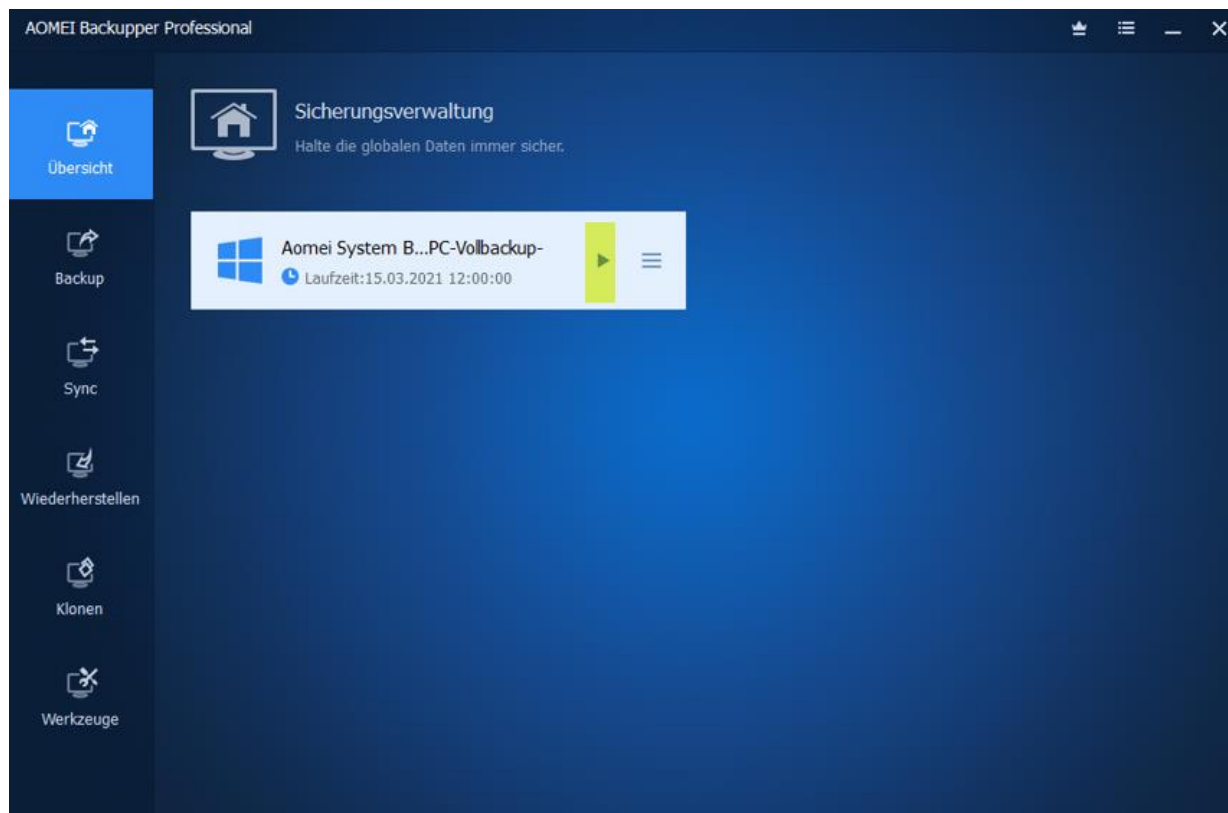 AOMEI Backupper Professional
Übersicht
Backup
Sync
Wiederherstellen
Klonen
Werkzeuge
Sicherungsverwaltung
Halte die globalen Daten immer sicher.
Aomei System B...PC-Vollbackup-
Laufzeit:15.03.2021 12:00:00